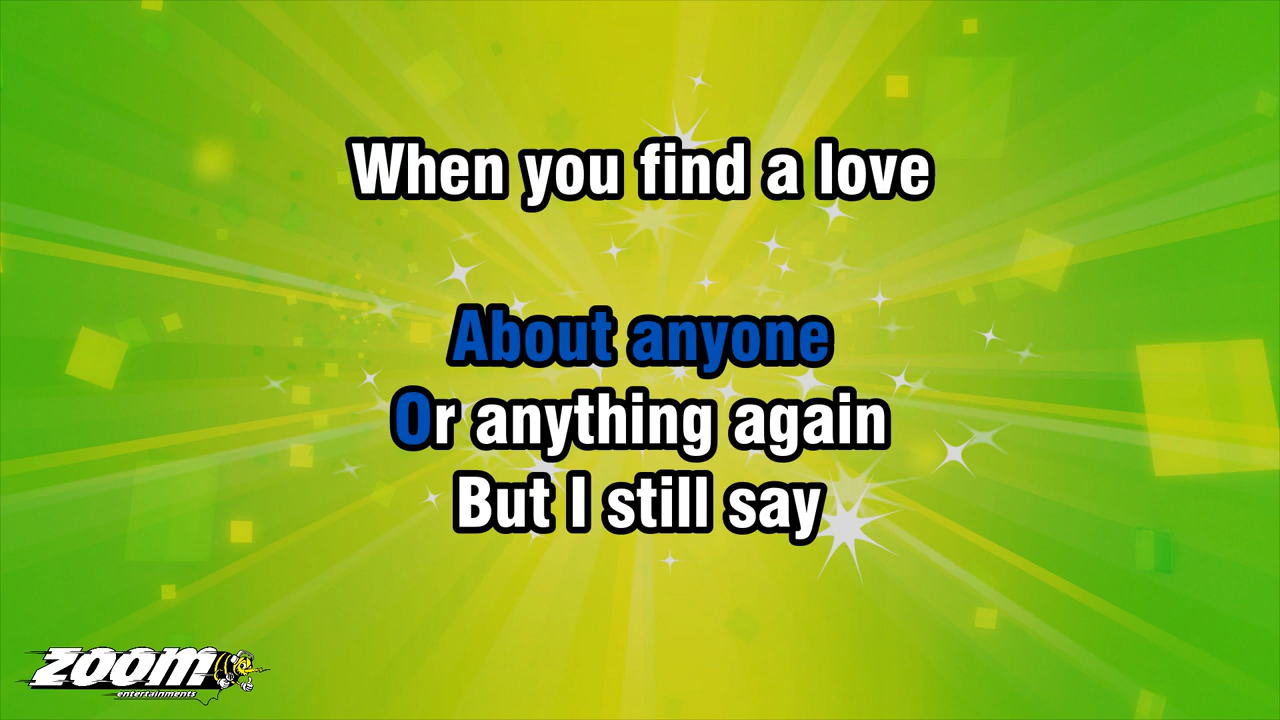 When you find a love
About anyone
Or anything again
But I still say
zoom
entertainments